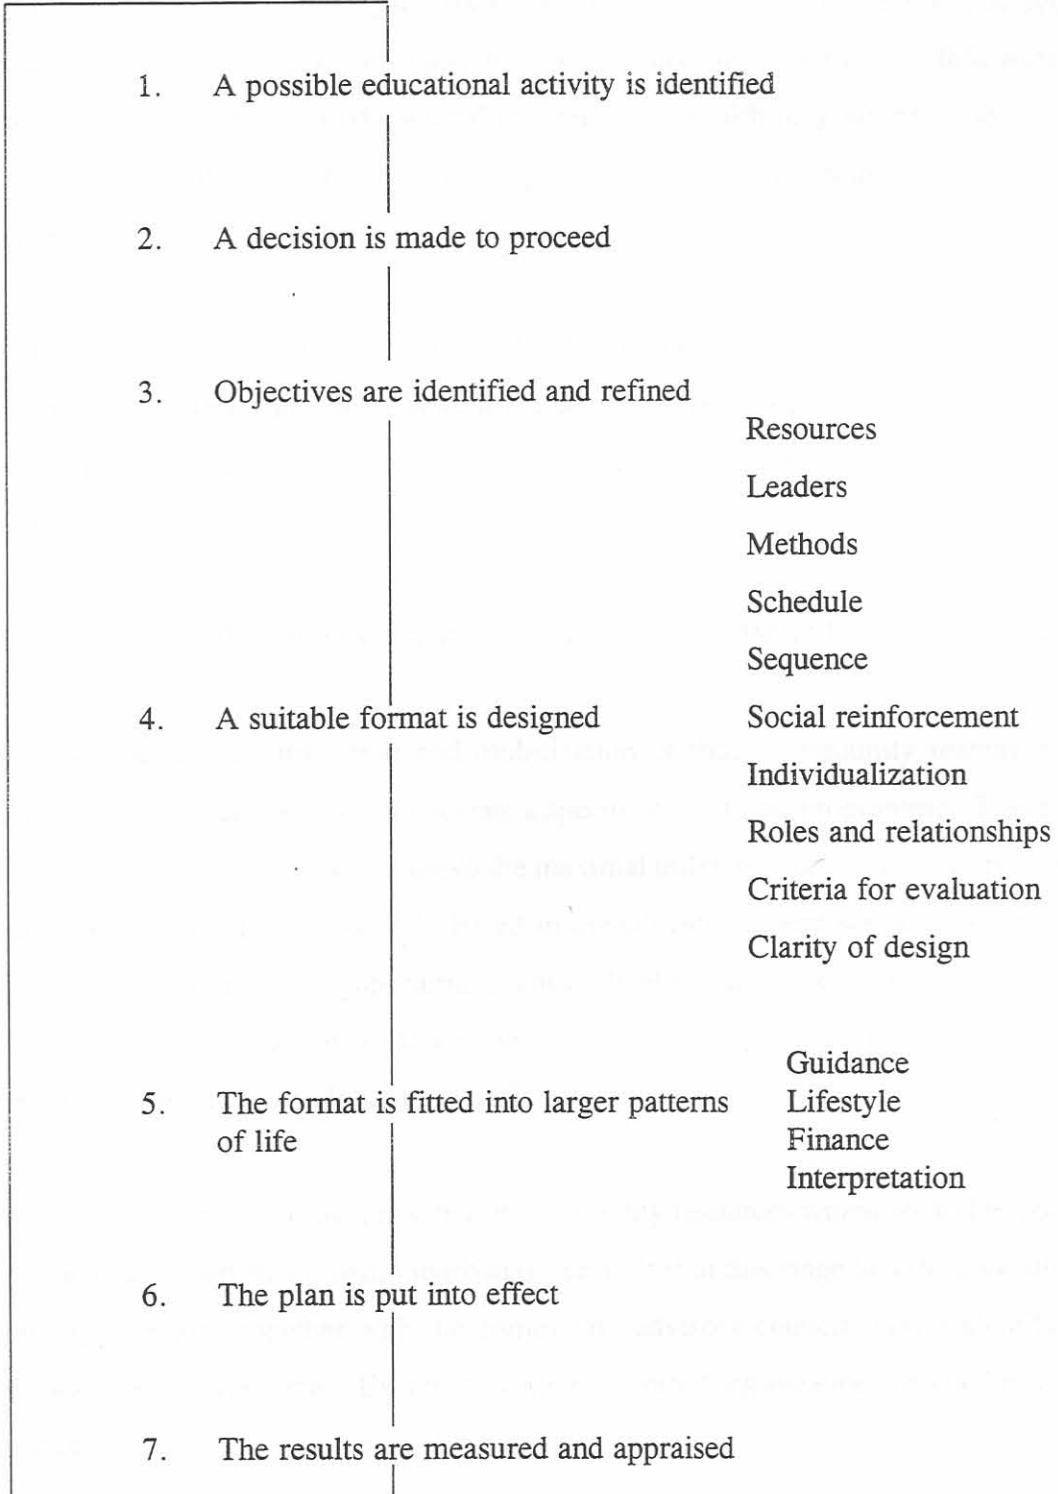 1. A possible educational activity is identified
2. A decision is made to proceed
3. Objectives are identified and refined
Resources
Leaders
Methods
Schedule
Sequence
4. A suitable format is designed
Social reinforcement
Individualization
Roles and relationships
Criteria for evaluation
Clarity of design
Guidance
5. The format is fitted into larger patterns
Lifestyle
of life
Finance
Interpretation
6. The plan is put into effect
7. The results are measured and appraised